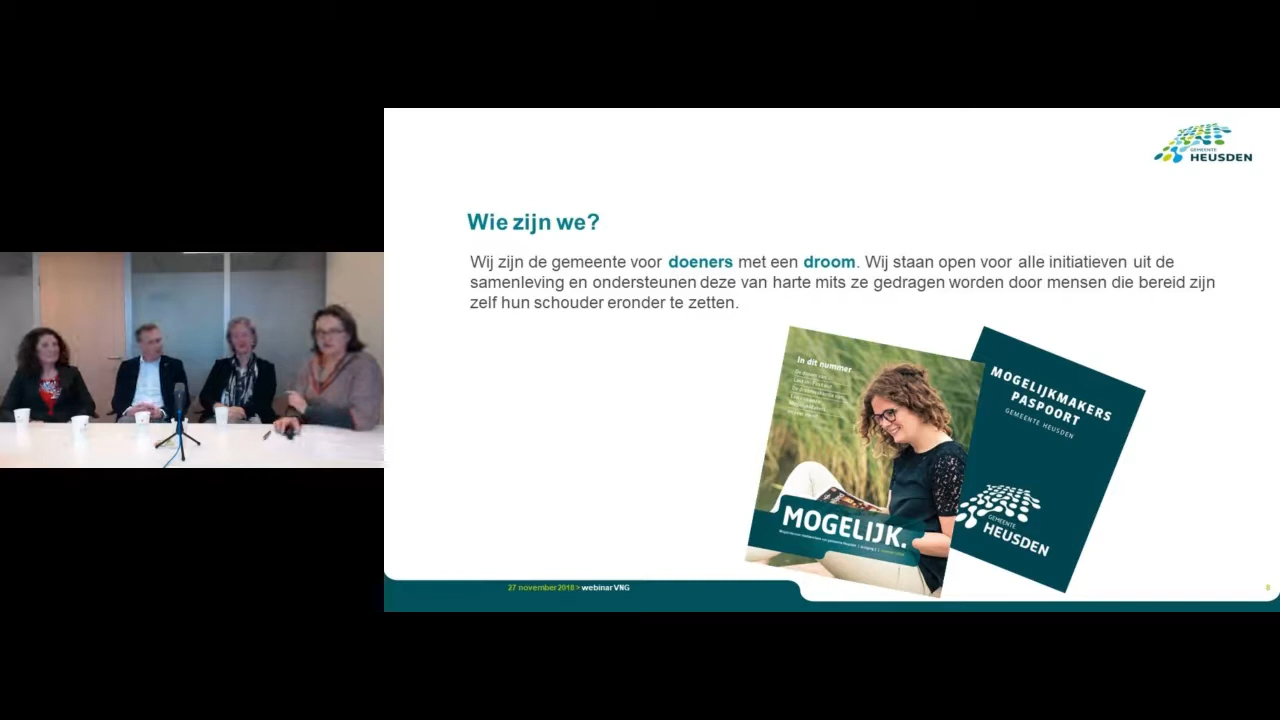 GEMEENTE
HEUSDEN
Wie zijn we?
Wij zijn de gemeente voor doeners met een droom. Wij staan open voor alle initiatieven uit de
samenleving en ondersteunen deze van harte mits ze gedragen worden door mensen die bereid zijn
zelf hun schouder eronder te zetten.
In dit nummer
MOGELIJK.
MOGELIJKMAKERS
PASPOORT
GEMEENTE HEUSDEN
GEMEENTE
HEUSDEN
27 november 2018 > webinar VNG